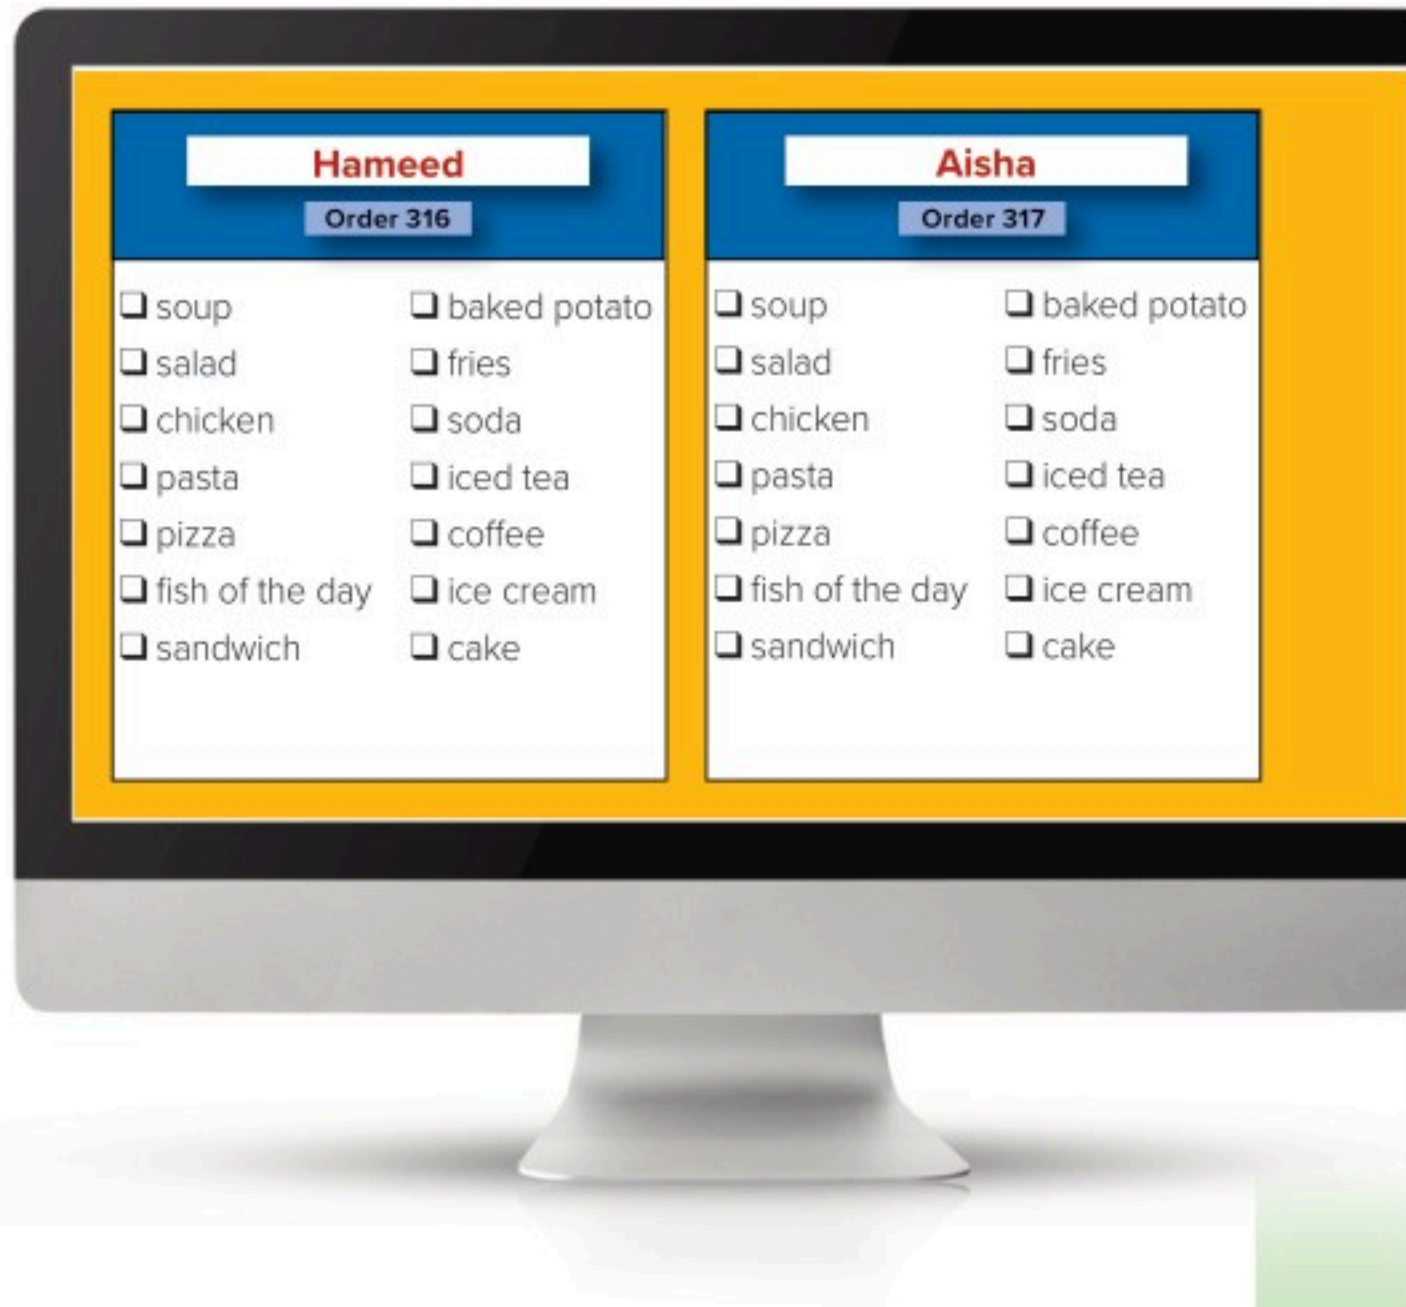 Hameed
Order 316
❑ soup
❑ salad
❑ chicken
❑ pasta
❑ pizza
❑ fish of the day
❑ sandwich
❑ baked potato
❑ fries
❑ soda
❑ iced tea
❑ coffee
❑ ice cream
❑ cake
Aisha
Order 317
❑ soup
❑ salad
❑ chicken
❑ pasta
❑ pizza
❑ fish of the day
❑ sandwich
❑ baked potato
❑ fries
❑ soda
❑ iced tea
❑ coffee
❑ ice cream
❑ cake